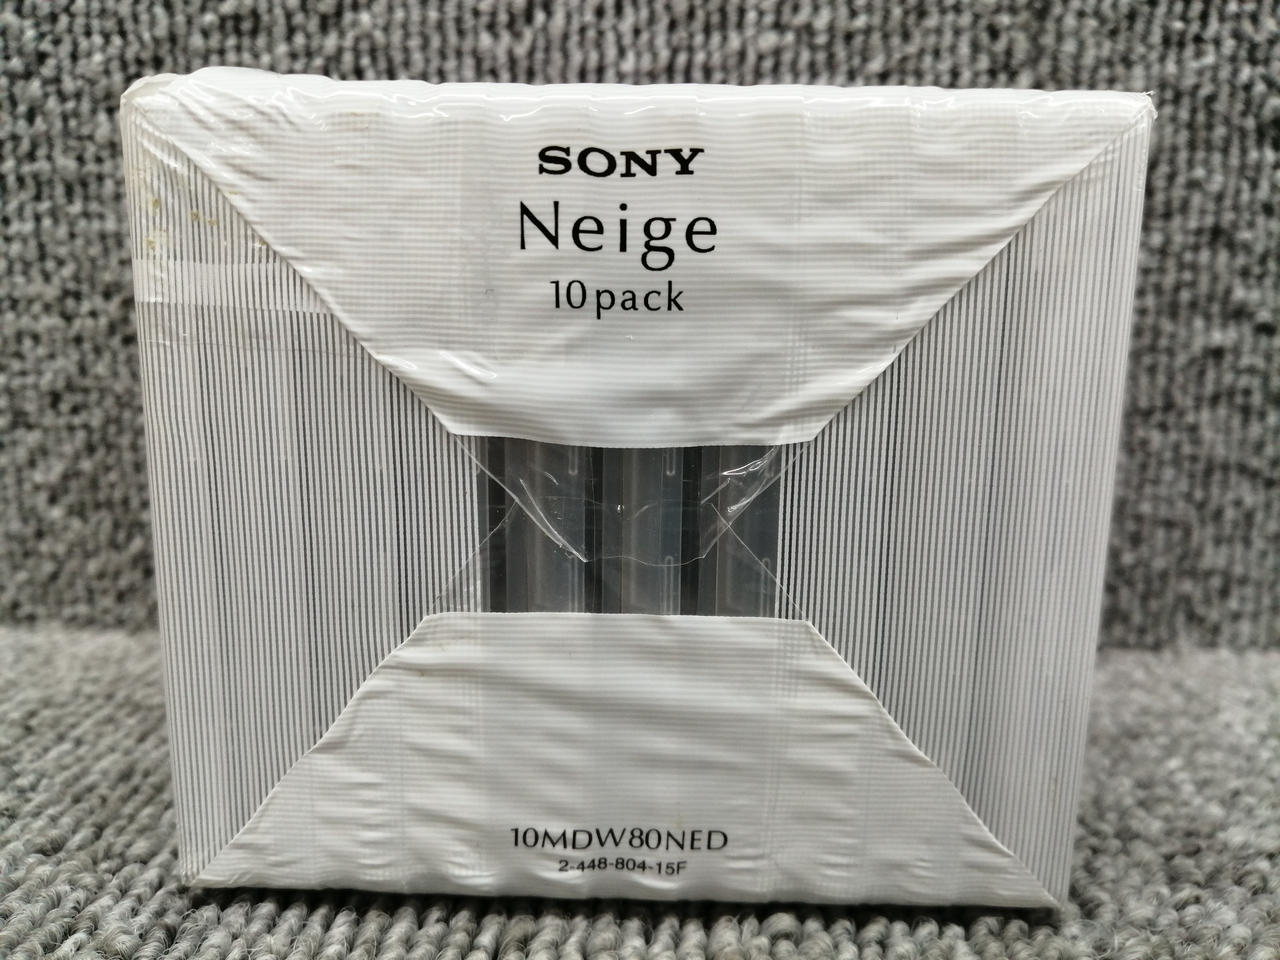 SONY
Neige
10pack
10MDW80NED
2-448-804-15F